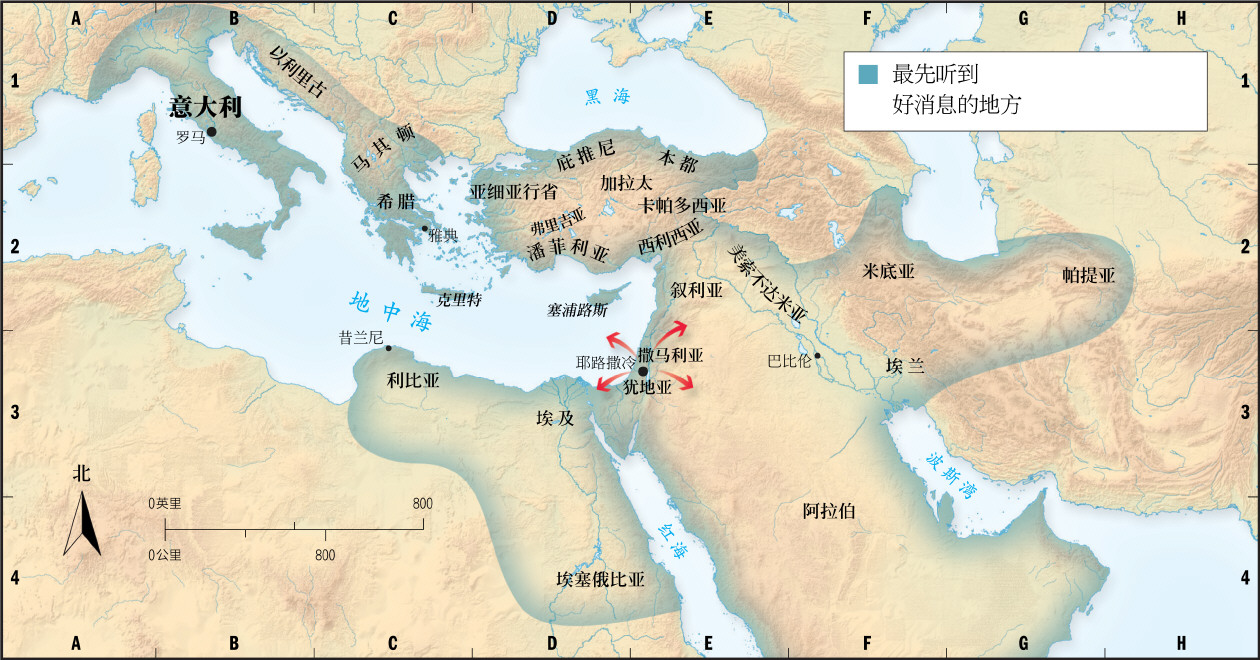 A B C D E F G H
1
2
3
4
1
2
3
4
A B C D E F G H
最先听到
好消息的地方
以利里古
黑海
意大利
罗马
马其顿
庇推尼
本都
亚细亚行省
加拉太
希腊
卡帕多西亚
弗里吉亚
雅典
潘菲利亚
西利西亚
美索不达米亚
米底亚
帕提亚
叙利亚
克里特
地中海
塞浦路斯
昔兰尼
耶路撒冷
撒马利亚
巴比伦
埃兰
利比亚
犹地亚
埃及
波斯湾
北
0英里 800
0公里 800
阿拉伯
红海
埃塞俄比亚